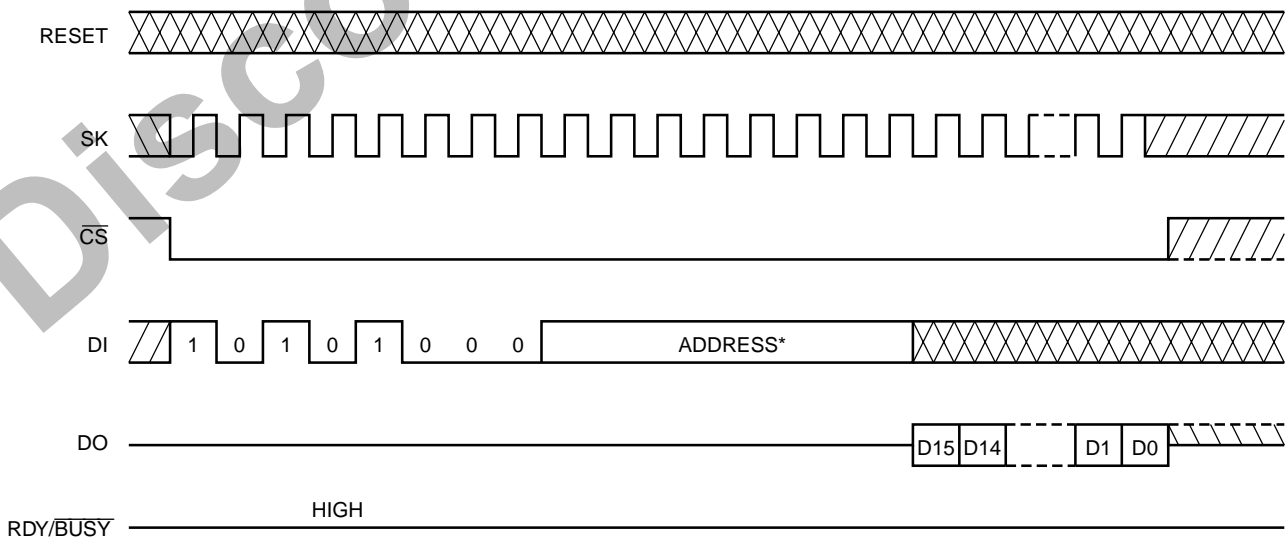 RESET
SK
CS
DI 1 0 1 0 1 0 0 0 ADDRESS*
DO D15 D14 D1 D0
HIGH
RDY/BUSY
Disco